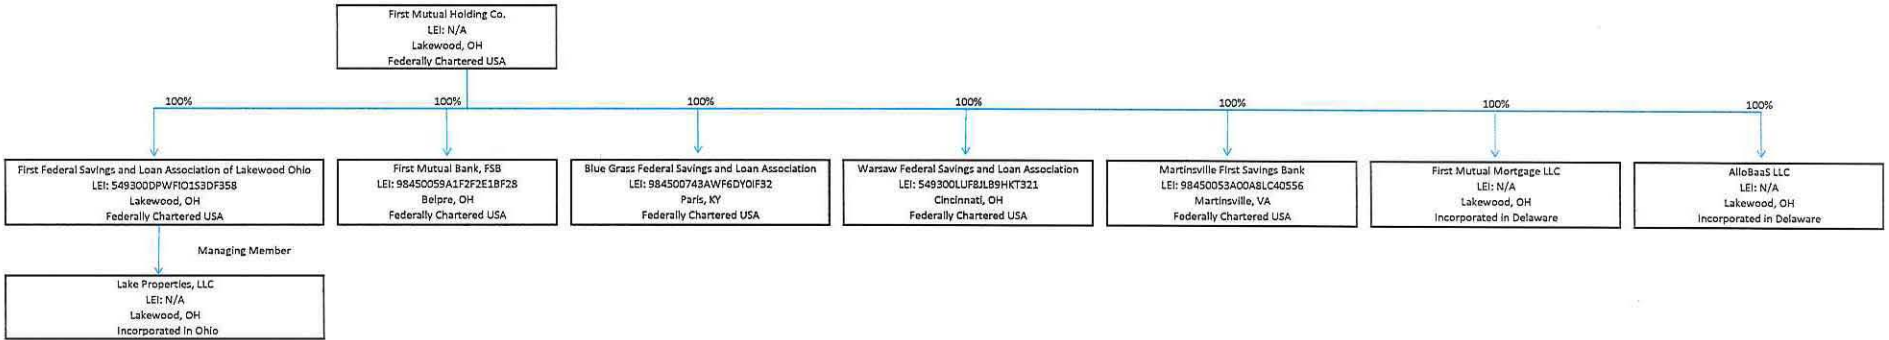 First Mutual Holding Co.
LEI: N/A
Lakewood, OH
Federally Chartered USA
100%
100%
100%
100%
100%
100%
100%
First Federal Savings and Loan Association of Lakewood Ohio
LEI: 549300DPWFIO1S3DF358
Lakewood, OH
Federally Chartered USA
First Mutual Bank, FSB
LEI: 98450059A1F2F2E1BF28
Belpre, OH
Federally Chartered USA
Blue Grass Federal Savings and Loan Association
LEI: 984500743AWF6DY0IF32
Paris, KY
Federally Chartered USA
Warsaw Federal Savings and Loan Association
LEI: 549300LUF8JLB9HKT321
Cincinnati, OH
Federally Chartered USA
Martinsville First Savings Bank
LEI: 98450053A00A8LC40S56
Martinsville, VA
Federally Chartered USA
First Mutual Mortgage LLC
LEI: N/A
Lakewood, OH
Incorporated in Delaware
AlloBaaS LLC
LEI: N/A
Lakewood, OH
Incorporated in Delaware
Managing Member
Lake Properties, LLC
LEI: N/A
Lakewood, OH
Incorporated in Ohio